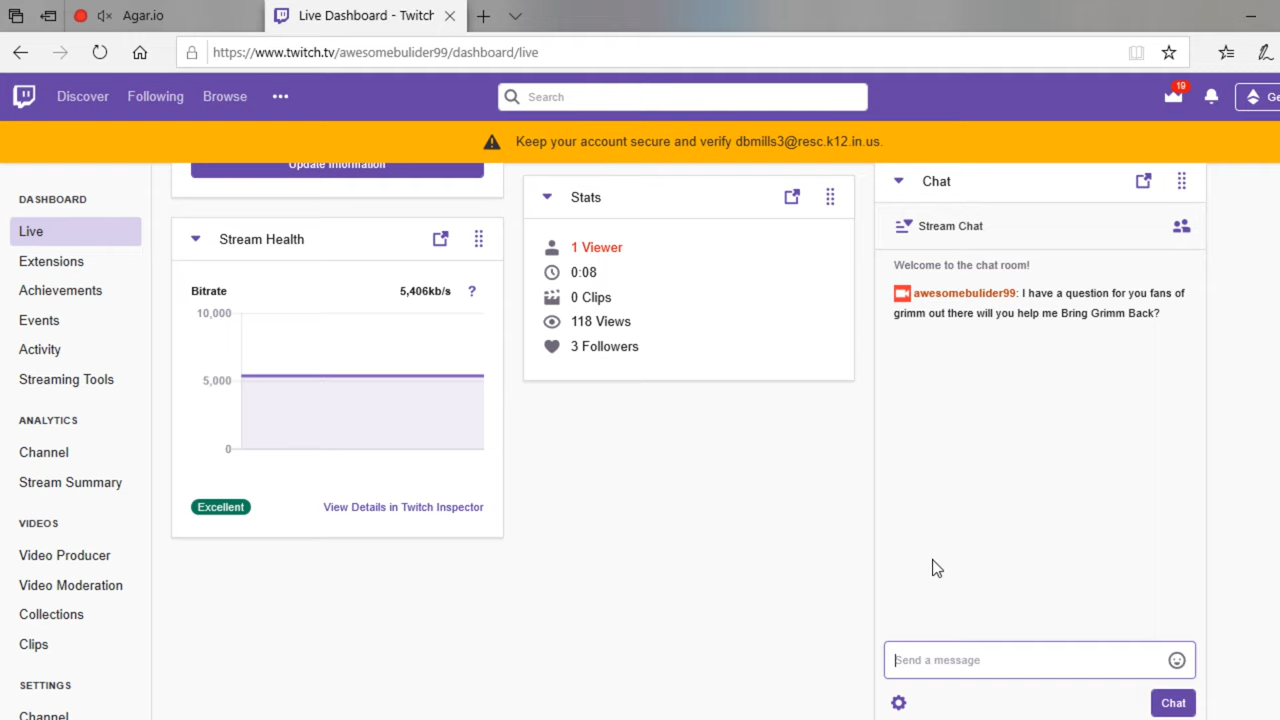 Agar.io
Live Dashboard - Twitch
https://www.twitch.tv/awesomebulider99/dashboard/live
Discover
Following
Browse
Search
19
Ge
Keep your account secure and verify dbmills3@resc.k12.in.us.
DASHBOARD
Live
Extensions
Achievements
Events
Activity
Streaming Tools
ANALYTICS
Channel
Stream Summary
VIDEOS
Video Producer
Video Moderation
Collections
Clips
SETTINGS
Channel
Update Information
Stream Health
Bitrate
5,406kb/s
?
10,000
5,000
0
Excellent
View Details in Twitch Inspector
Stats
1 Viewer
0:08
0 Clips
118 Views
3 Followers
Chat
Stream Chat
Welcome to the chat room!
awesomebulider99: I have a question for you fans of
grimm out there will you help me Bring Grimm Back?
Send a message
Chat